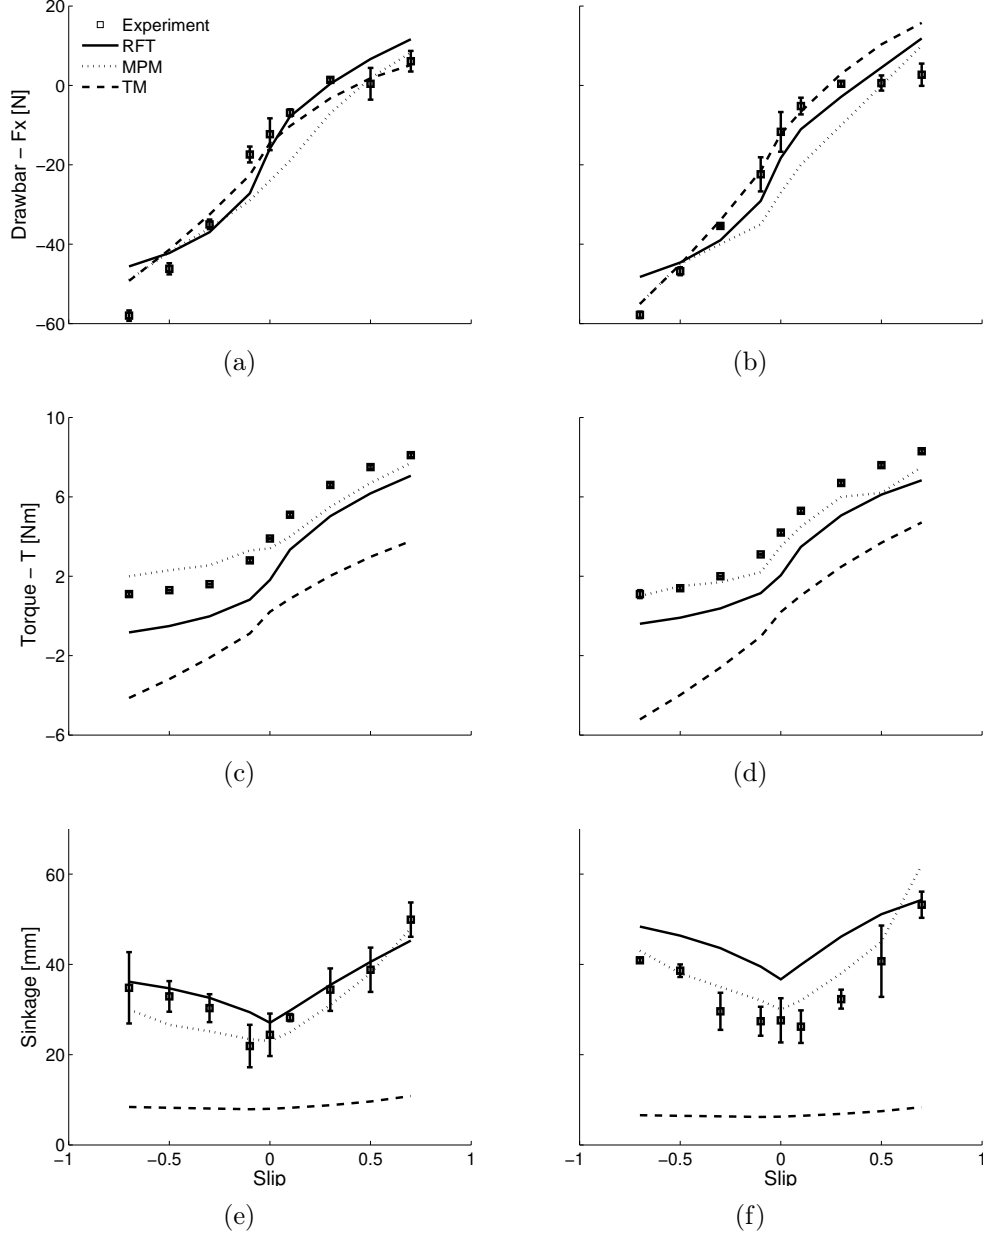 20
Experiment
RFT
MPM
TM
0
−20
−40
−60
Drawbar − Fx [N]
(a)
(b)
10
6
2
−2
−6
Torque − T [Nm]
(c)
(d)
60
40
20
0
Sinkage [mm]
−1
−0.5
0
0.5
1
Slip
−1
−0.5
0
0.5
1
Slip
(e)
(f)